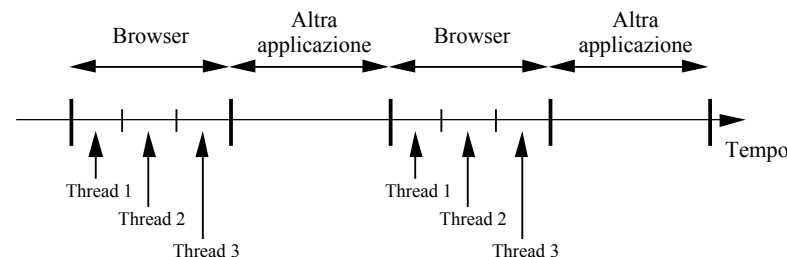 Browser
Altra
applicazione
Browser
Altra
applicazione
Tempo
Thread 1
Thread 2
Thread 3
Thread 1
Thread 2
Thread 3